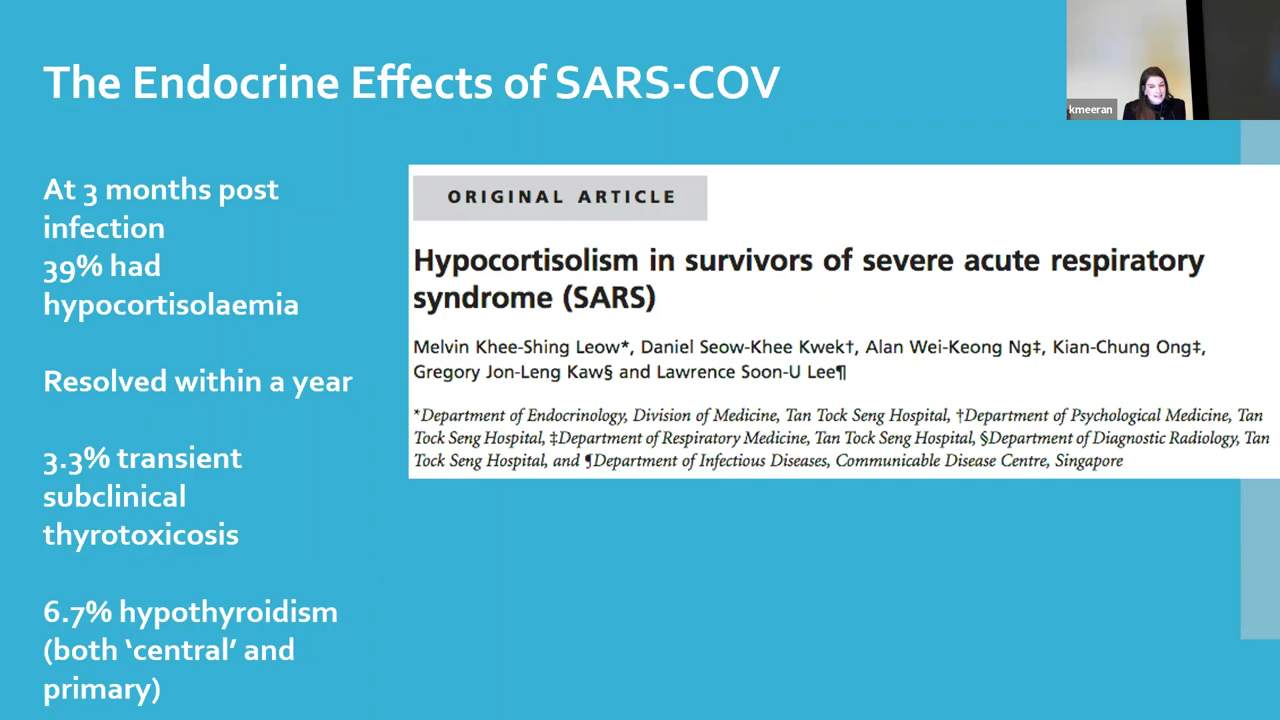 The Endocrine Effects of SARS-COV
kmeeran
At 3 months post
infection
39% had
hypocortisolaemia
Resolved within a year
3.3% transient
subclinical
thyrotoxicosis
6.7% hypothyroidism
(both ‘central’ and
primary)
ORIGINAL ARTICLE
Hypocortisolism in survivors of severe acute respiratory
syndrome (SARS)
Melvin Khee-Shing Leow*, Daniel Seow-Khee Kwek†, Alan Wei-Keong Ng‡, Kian-Chung Ong‡,
Gregory Jon-Leng Kaw§ and Lawrence Soon-U Lee¶
*Department of Endocrinology, Division of Medicine, Tan Tock Seng Hospital, †Department of Psychological Medicine, Tan
Tock Seng Hospital, ‡Department of Respiratory Medicine, Tan Tock Seng Hospital, §Department of Diagnostic Radiology, Tan
Tock Seng Hospital, and ¶Department of Infectious Diseases, Communicable Disease Centre, Singapore